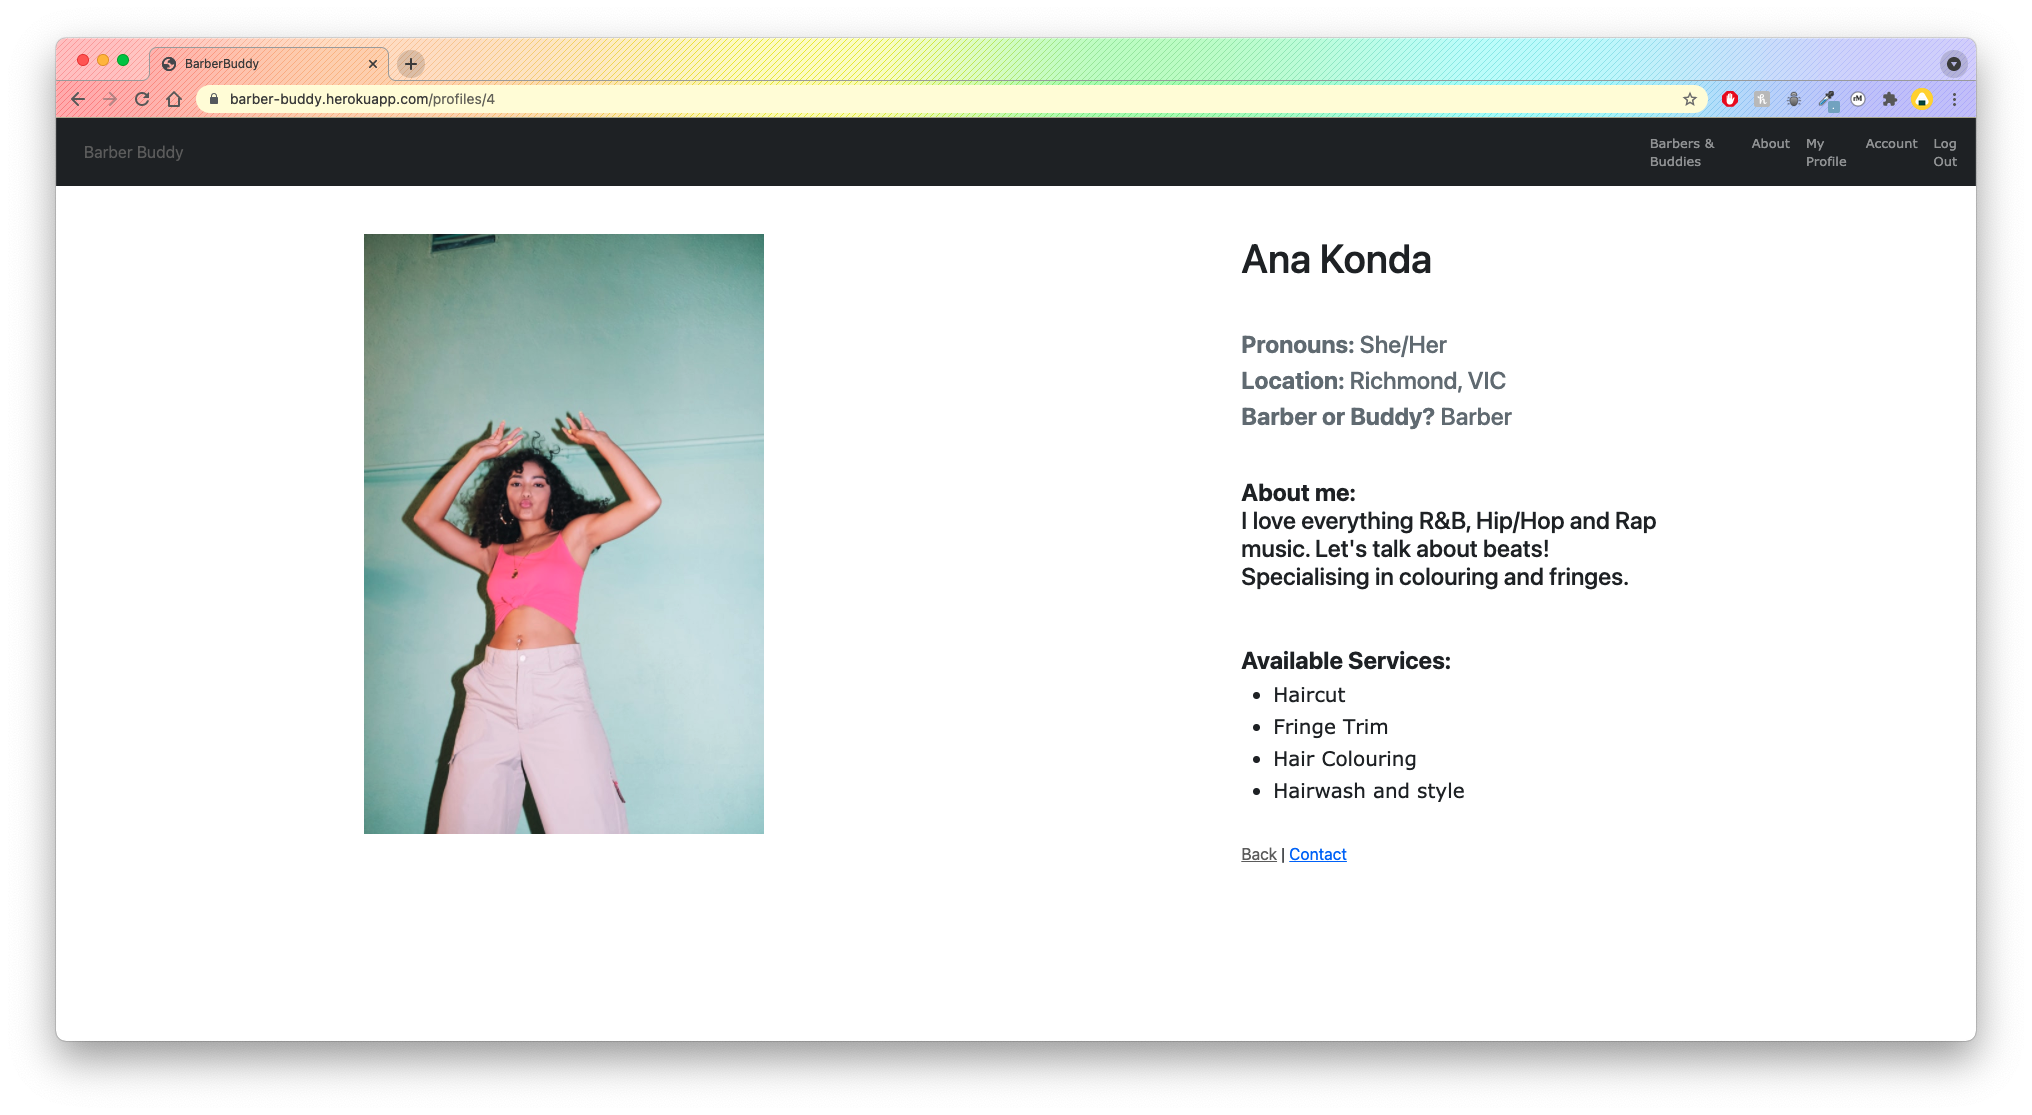 BarberBuddy
barber-buddy.herokuapp.com/profiles/4
Barber Buddy
Barbers &
Buddies
About
My
Profile
Account
Log
Out
Ana Konda
Pronouns: She/Her
Location: Richmond, VIC
Barber or Buddy? Barber
About me:
I love everything R&B, Hip/Hop and Rap
music. Let's talk about beats!
Specialising in colouring and fringes.
Available Services:
• Haircut
• Fringe Trim
• Hair Colouring
• Hairwash and style
Back | Contact